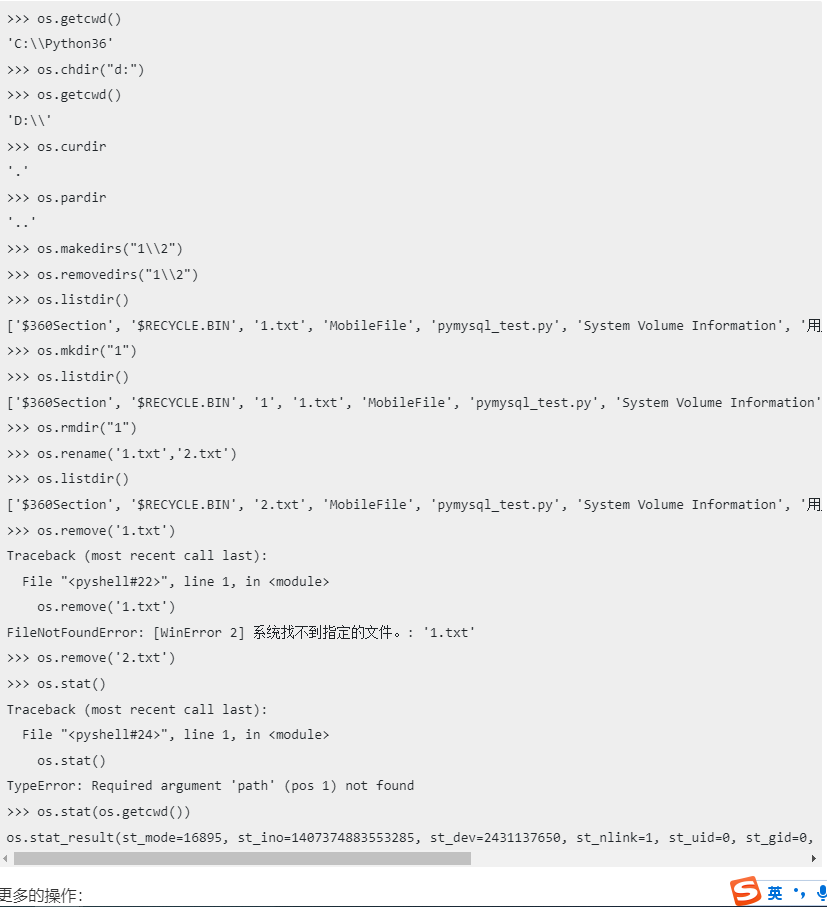 >>> os.getcwd()
'C:\\Python36'
>>> os.chdir("d:")
>>> os.getcwd()
'D:\\'
>>> os.curdir
'.'
>>> os.pardir
'..'
>>> os.makedirs("1\\2")
>>> os.removedirs("1\\2")
>>> os.listdir()
['$360Section', '$RECYCLE.BIN', '1.txt', 'MobileFile', 'pymysql_test.py', 'System Volume Information', '用
>>> os.mkdir("1")
>>> os.listdir()
['$360Section', '$RECYCLE.BIN', '1', '1.txt', 'MobileFile', 'pymysql_test.py', 'System Volume Information'
>>> os.rmdir("1")
>>> os.rename('1.txt','2.txt')
>>> os.listdir()
['$360Section', '$RECYCLE.BIN', '2.txt', 'MobileFile', 'pymysql_test.py', 'System Volume Information', '用
>>> os.remove('1.txt')
Traceback (most recent call last):
  File "<pyshell#22>", line 1, in <module>
    os.remove('1.txt')
FileNotFoundError: [WinError 2] 系统找不到指定的文件。: '1.txt'
>>> os.remove('2.txt')
>>> os.stat()
Traceback (most recent call last):
  File "<pyshell#24>", line 1, in <module>
    os.stat()
TypeError: Required argument 'path' (pos 1) not found
>>> os.stat(os.getcwd())
os.stat_result(st_mode=16895, st_ino=1407374883553285, st_dev=2431137650, st_nlink=1, st_uid=0, st_gid=0,
更多的操作：
英